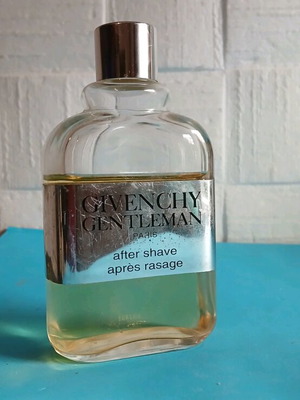 GIVENCHY
GENTLEMAN
PARIS
after shave
après rasage